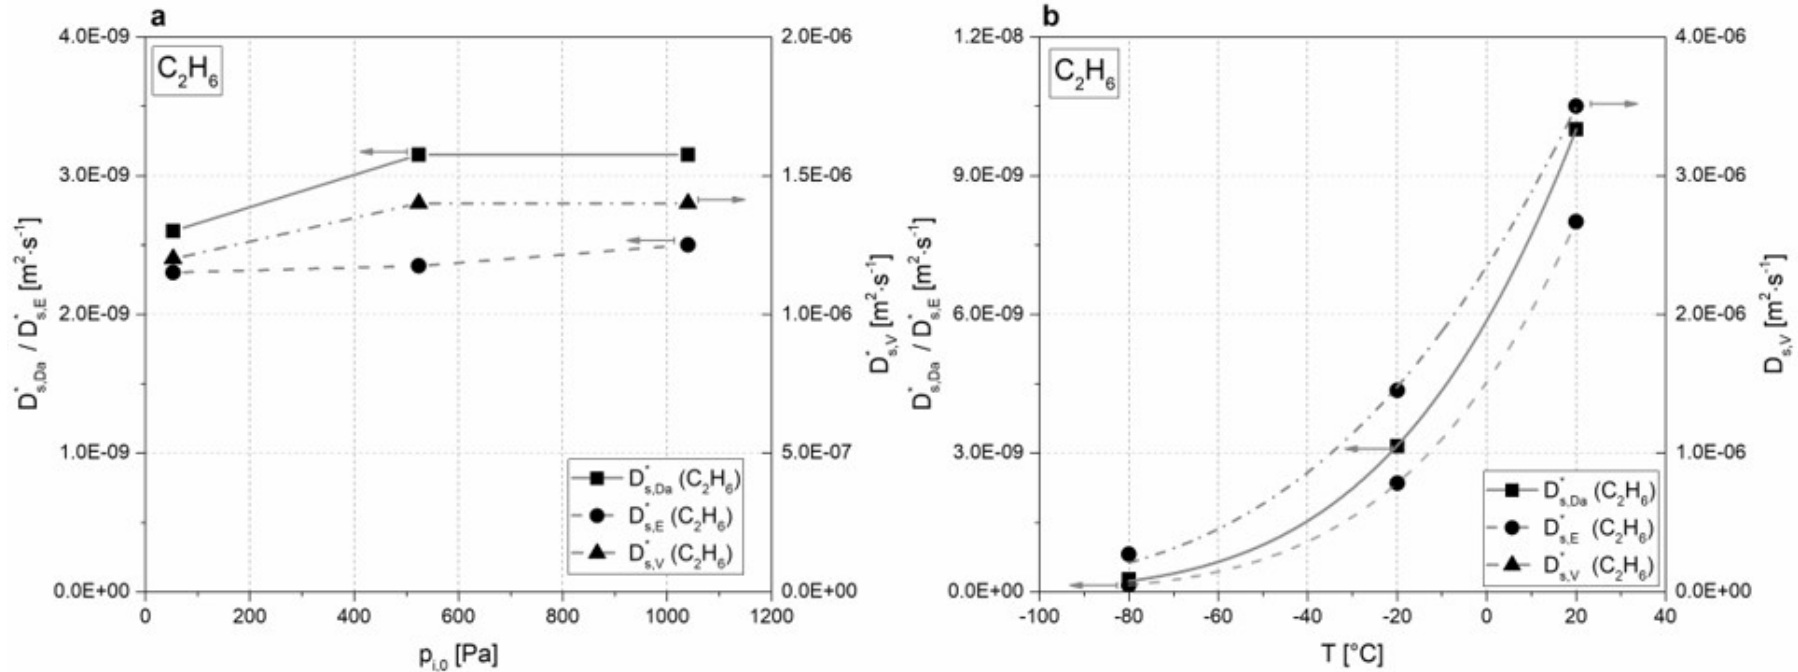 a
C₂H₆
4.0E-09
3.0E-09
2.0E-09
1.0E-09
0.0E+00
D*s,Da / D*s,E [m²·s⁻¹]
2.0E-06
1.5E-06
1.0E-06
5.0E-07
0.0E+00
D*s,V [m²·s⁻¹]
D*s,Da (C₂H₆)
D*s,E (C₂H₆)
D*s,V (C₂H₆)
0 200 400 600 800 1000 1200
pi,0 [Pa]
b
C₂H₆
1.2E-08
9.0E-09
6.0E-09
3.0E-09
0.0E+00
D*s,Da / D*s,E [m²·s⁻¹]
4.0E-06
3.0E-06
2.0E-06
1.0E-06
0.0E+00
Ds,V [m²·s⁻¹]
D*s,Da (C₂H₆)
D*s,E (C₂H₆)
D*s,V (C₂H₆)
-100 -80 -60 -40 -20 0 20 40
T [°C]